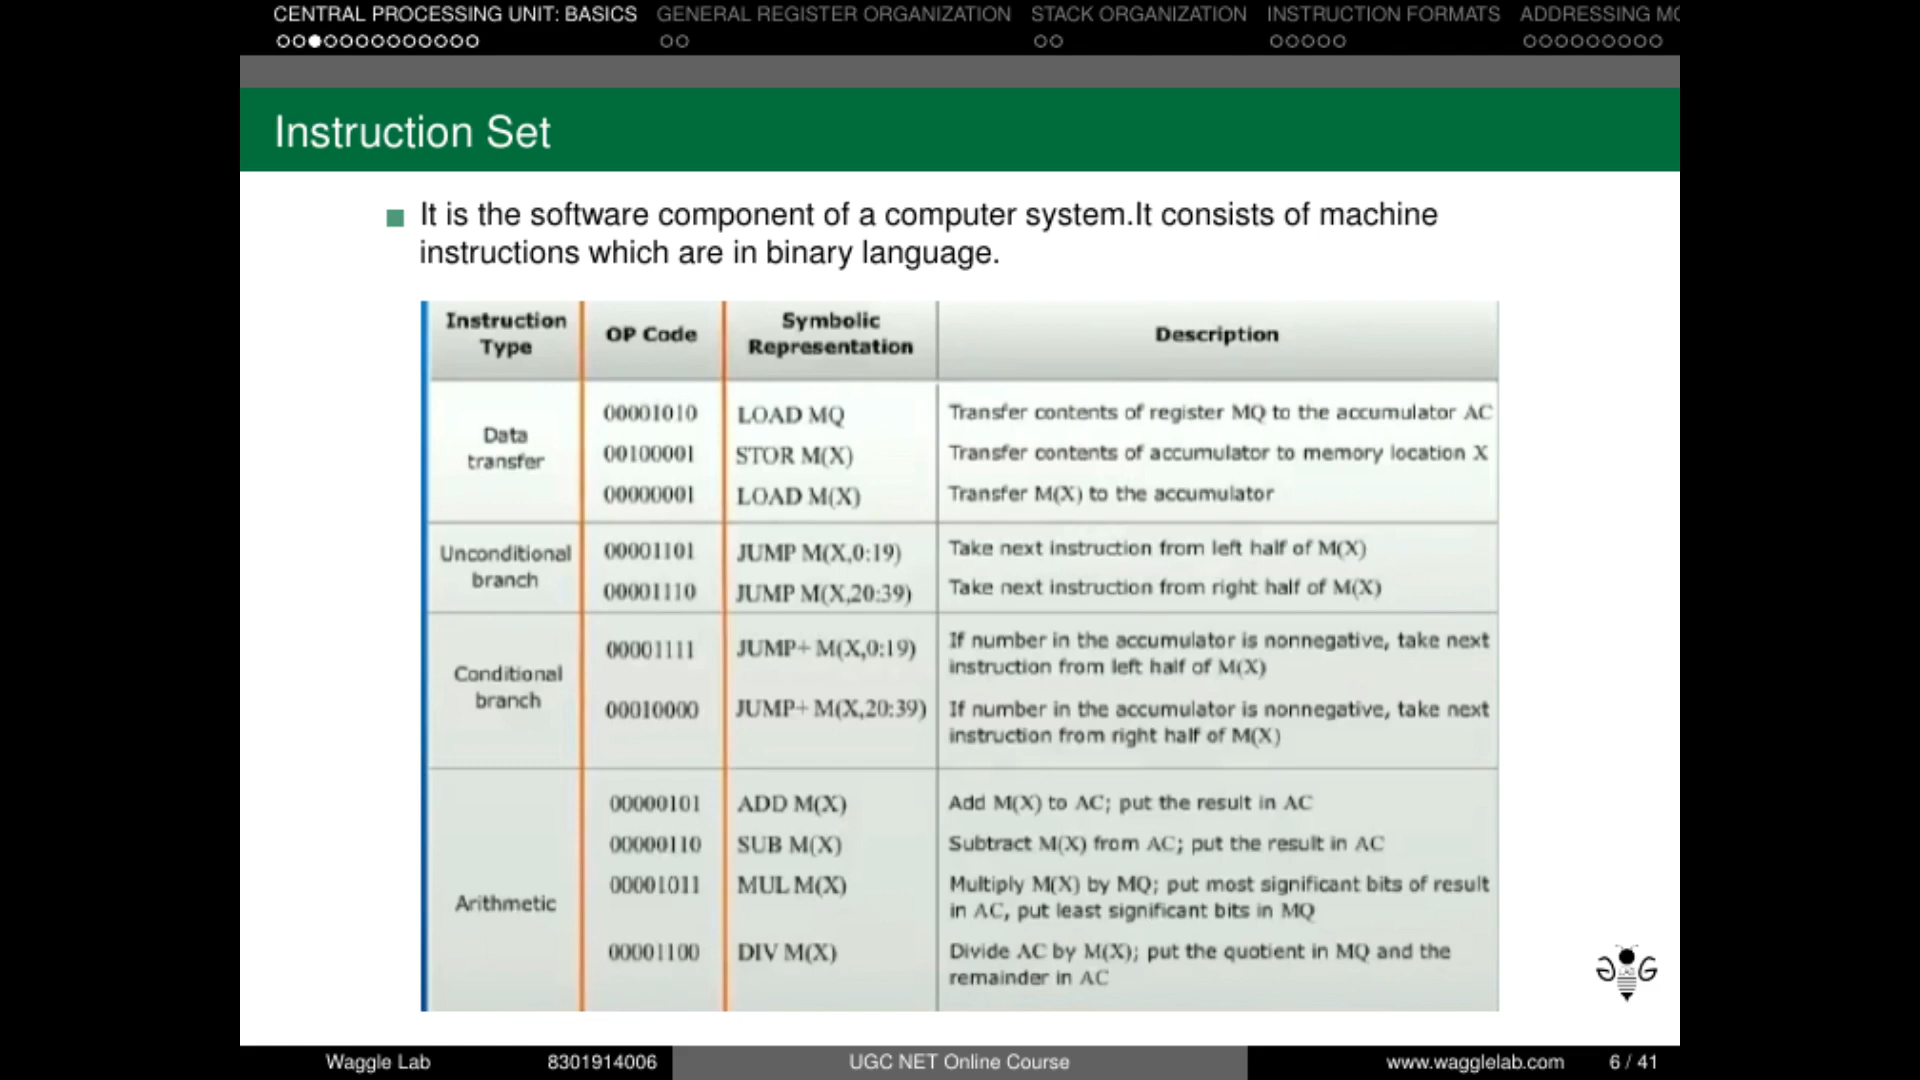 CENTRAL PROCESSING UNIT: BASICS GENERAL REGISTER ORGANIZATION STACK ORGANIZATION INSTRUCTION FORMATS ADDRESSING
Instruction Set
It is the software component of a computer system.It consists of machine
instructions which are in binary language.
Instruction Type OP Code Symbolic Representation Description
Data transfer
00001010 LOAD MQ Transfer contents of register MQ to the accumulator AC
00100001 STOR M(X) Transfer contents of accumulator to memory location X
00000001 LOAD M(X) Transfer M(X) to the accumulator
Unconditional branch
00001101 JUMP M(X,0:19) Take next instruction from left half of M(X)
00001110 JUMP M(X,20:39) Take next instruction from right half of M(X)
Conditional branch
00001111 JUMP+ M(X,0:19) If number in the accumulator is nonnegative, take next
instruction from left half of M(X)
00010000 JUMP+ M(X,20:39) If number in the accumulator is nonnegative, take next
instruction from right half of M(X)
Arithmetic
00000101 ADD M(X) Add M(X) to AC; put the result in AC
00000110 SUB M(X) Subtract M(X) from AC; put the result in AC
00001011 MUL M(X) Multiply M(X) by MQ; put most significant bits of result
in AC, put least significant bits in MQ
00001100 DIV M(X) Divide AC by M(X); put the quotient in MQ and the
remainder in AC
Waggle Lab 8301914006 UGC NET Online Course www.wagglelab.com 6 / 41